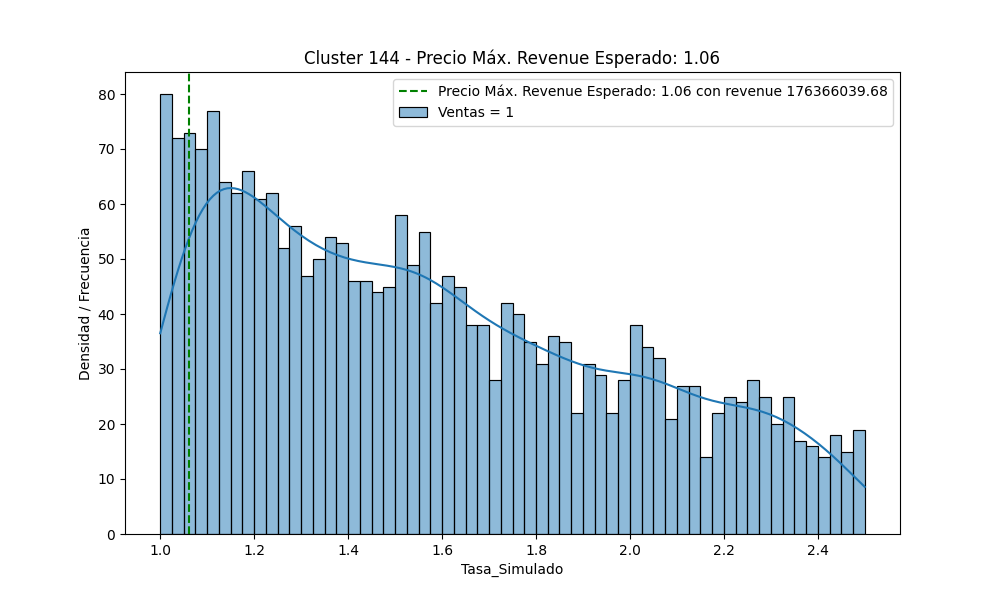 Cluster 144 - Precio Máx. Revenue Esperado: 1.06
Precio Máx. Revenue Esperado: 1.06 con revenue 176366039.68
Ventas = 1
80
70
60
50
40
30
20
10
0
Densidad / Frecuencia
1.0 1.2 1.4 1.6 1.8 2.0 2.2 2.4
Tasa_Simulado